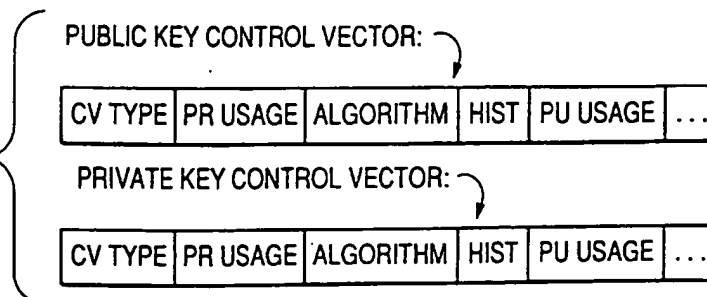 PUBLIC KEY CONTROL VECTOR:
CV TYPE PR USAGE ALGORITHM HIST PU USAGE ...
PRIVATE KEY CONTROL VECTOR:
CV TYPE PR USAGE ALGORITHM HIST PU USAGE ...